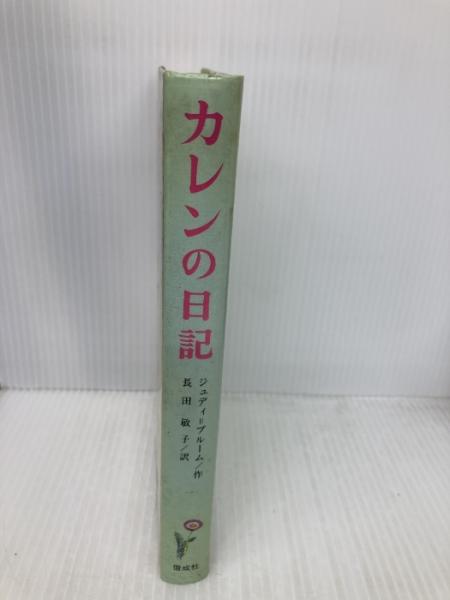 カレンの日記
ジュディ=ブルーム/作
長田敏子/訳
偕成社